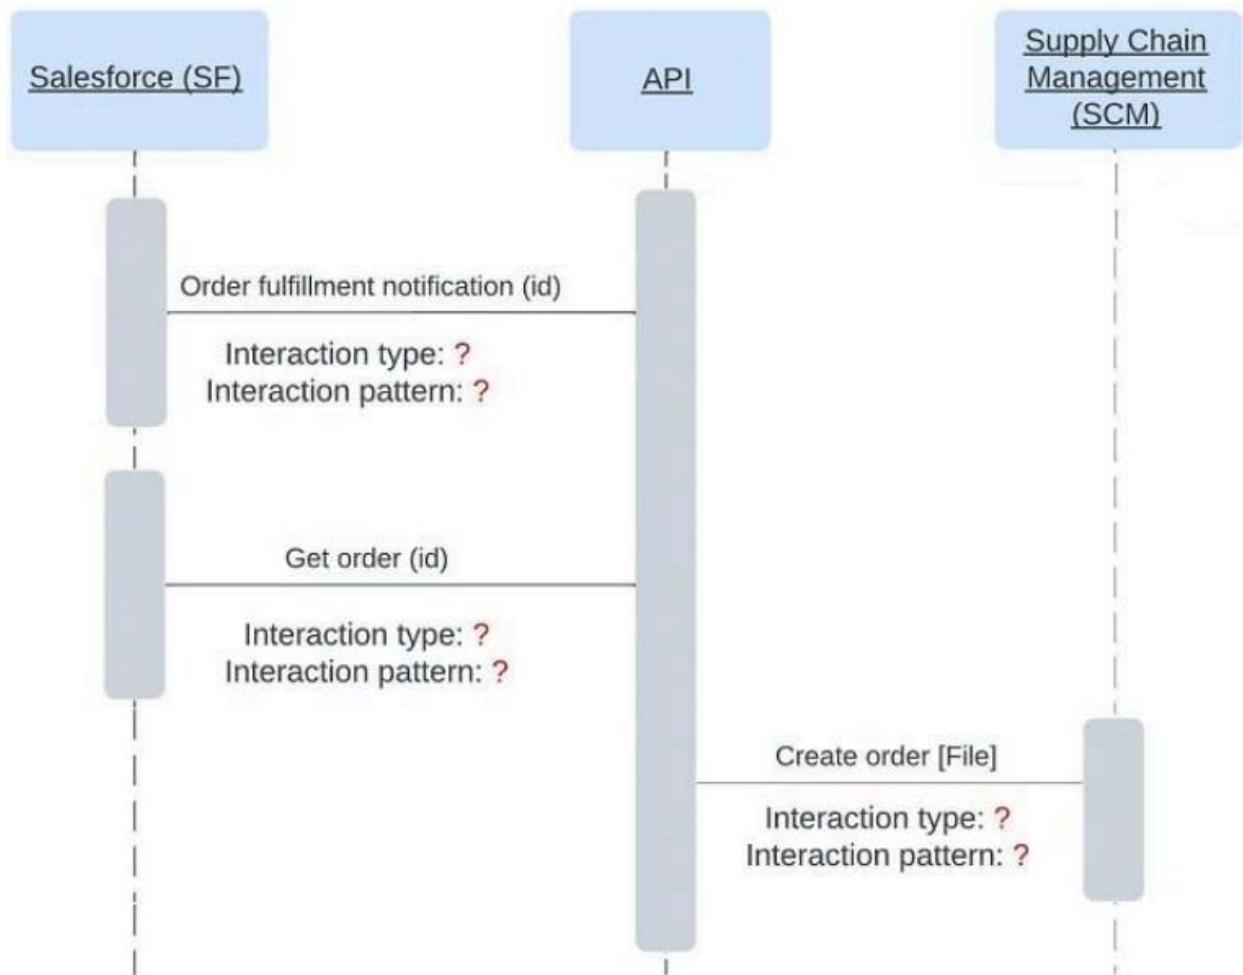 Salesforce (SF)
API
Supply Chain
Management
(SCM)
Order fulfillment notification (id)
Interaction type: ?
Interaction pattern: ?
Get order (id)
Interaction type: ?
Interaction pattern: ?
Create order [File]
Interaction type: ?
Interaction pattern: ?